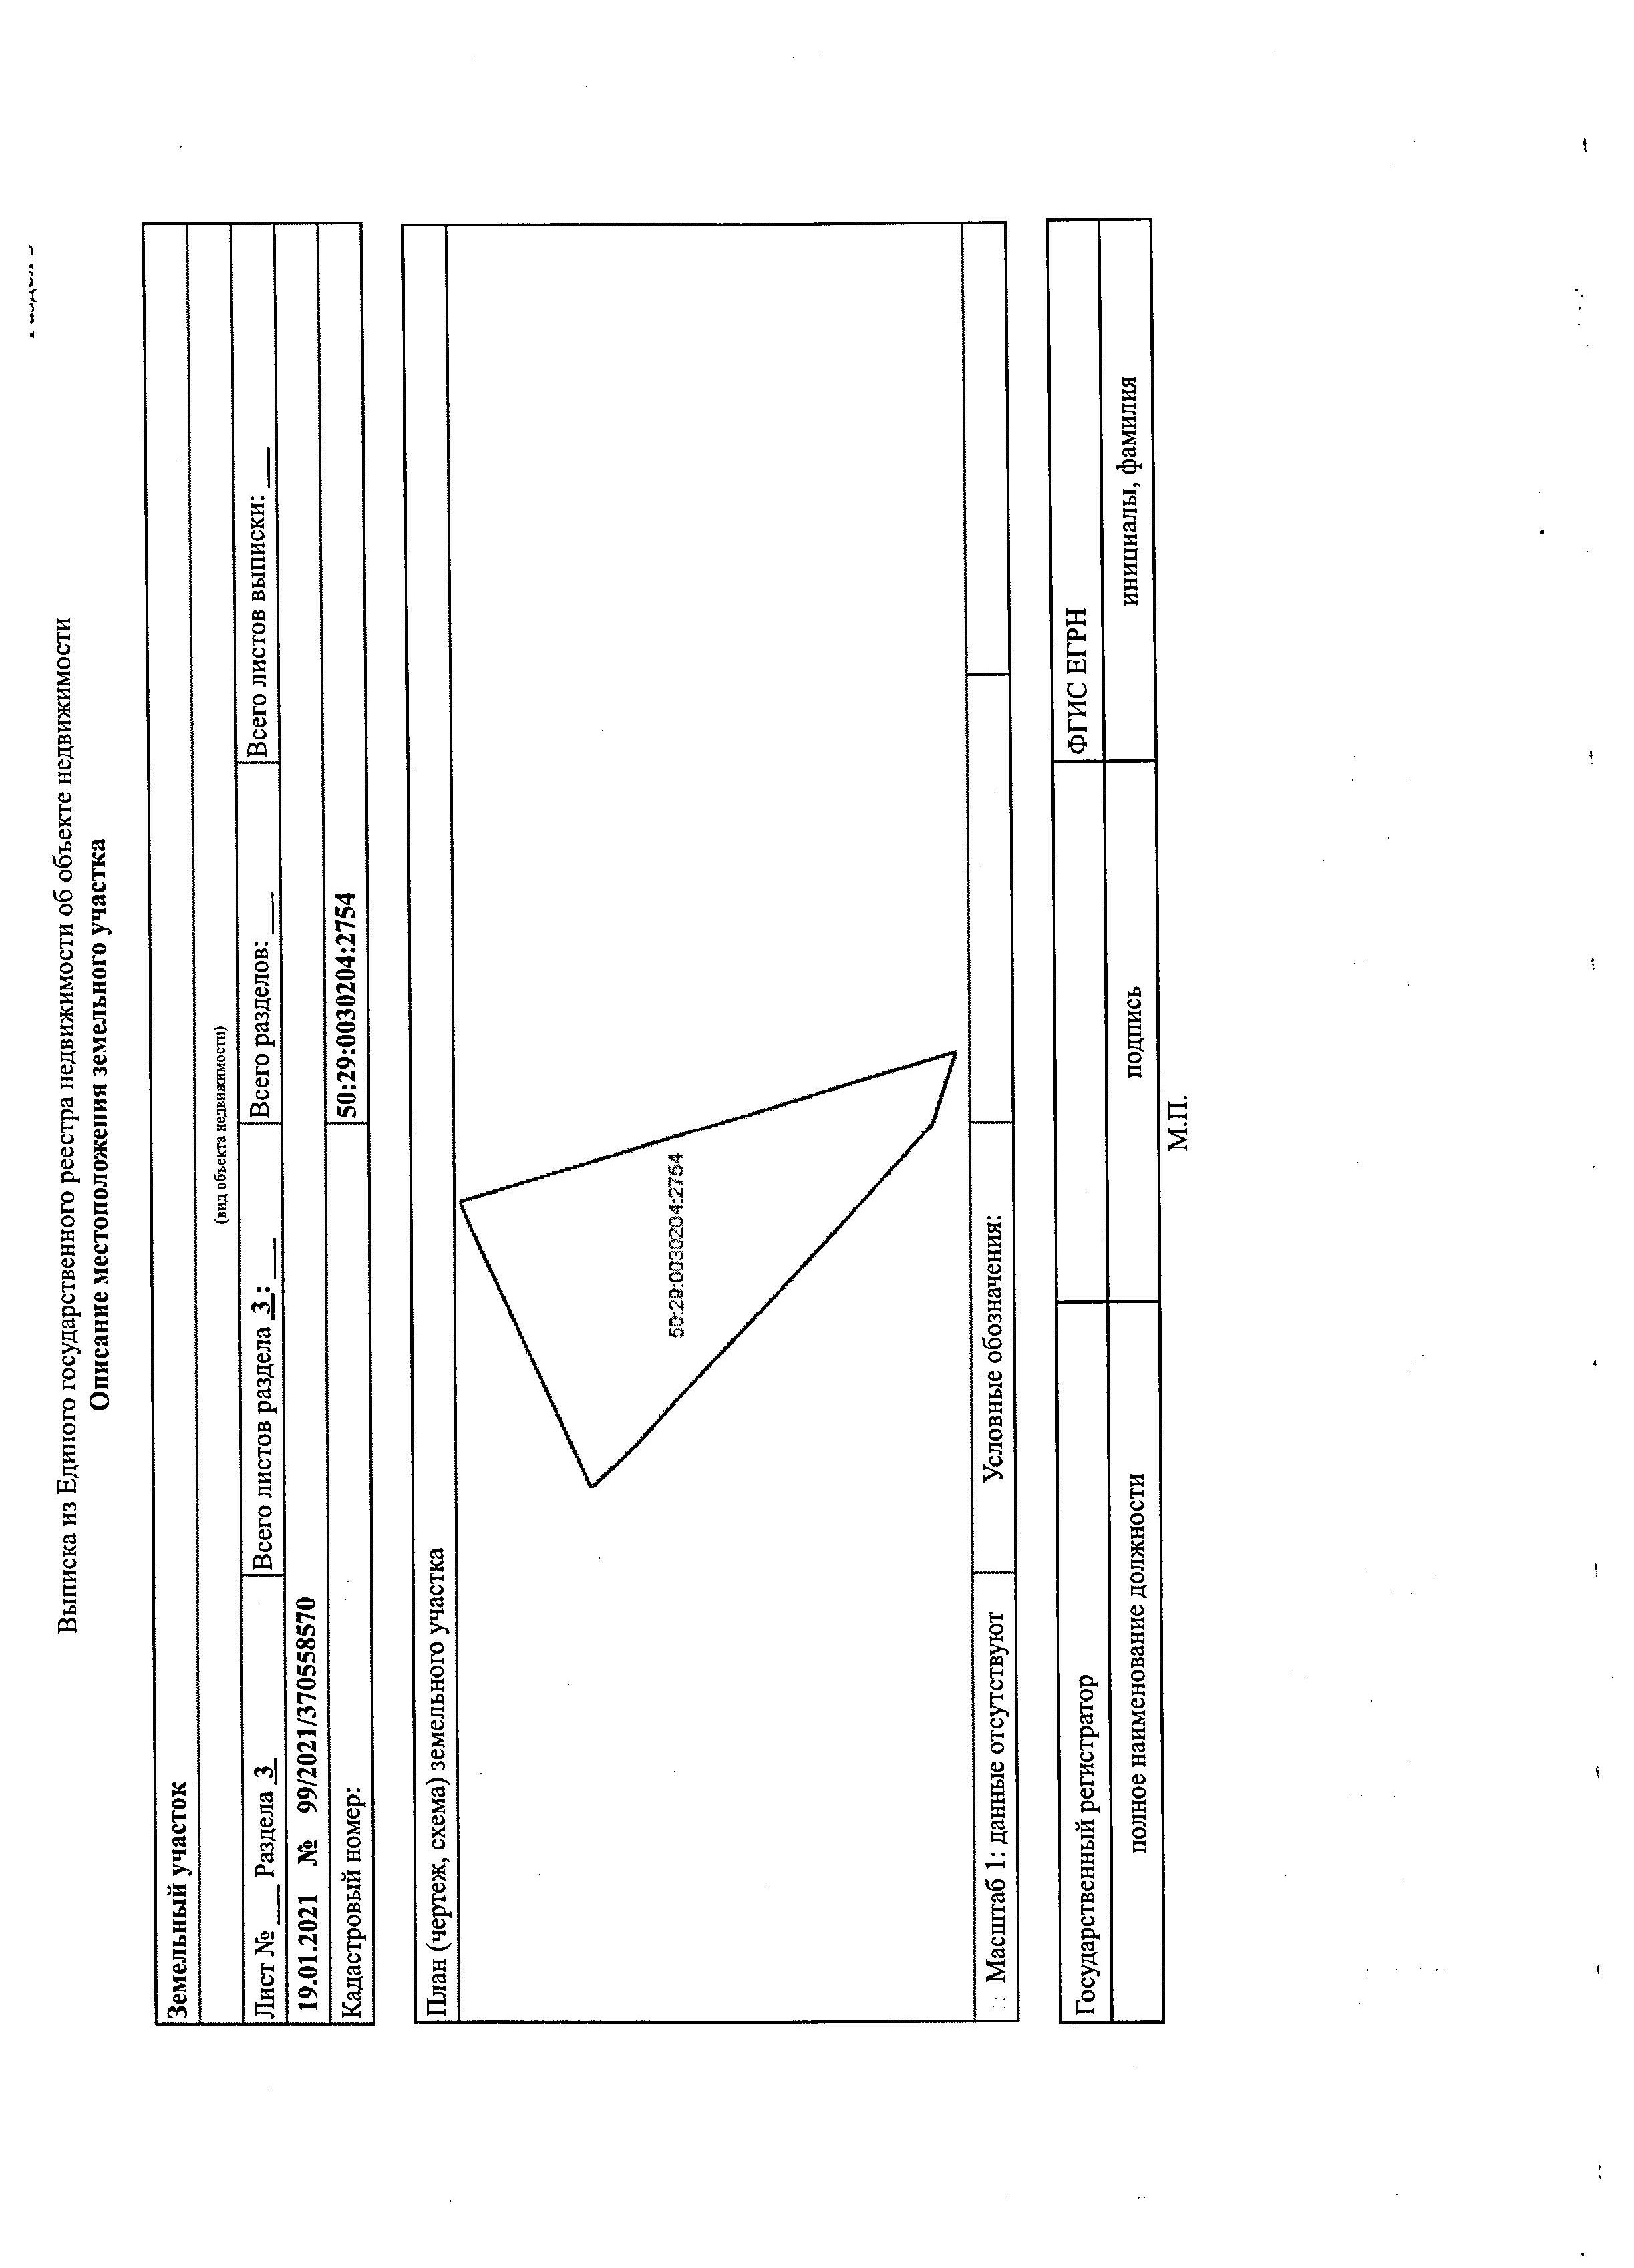 Выписка из Единого государственного реестра недвижимости об объекте недвижимости
Описание местоположения земельного участка
Земельный участок
(вид объекта недвижимости)
Лист № ___ Раздела 3 Всего листов раздела 3 : ___ Всего разделов: ___ Всего листов выписки: ___
19.01.2021 № 99/2021/370558570
Кадастровый номер: 50:29:0030204:2754
План (чертеж, схема) земельного участка
50:29:0030204:2754
Масштаб 1: данные отсутствуют Условные обозначения:
Государственный регистратор ФГИС ЕГРН
полное наименование должности подпись инициалы, фамилия
М.П.